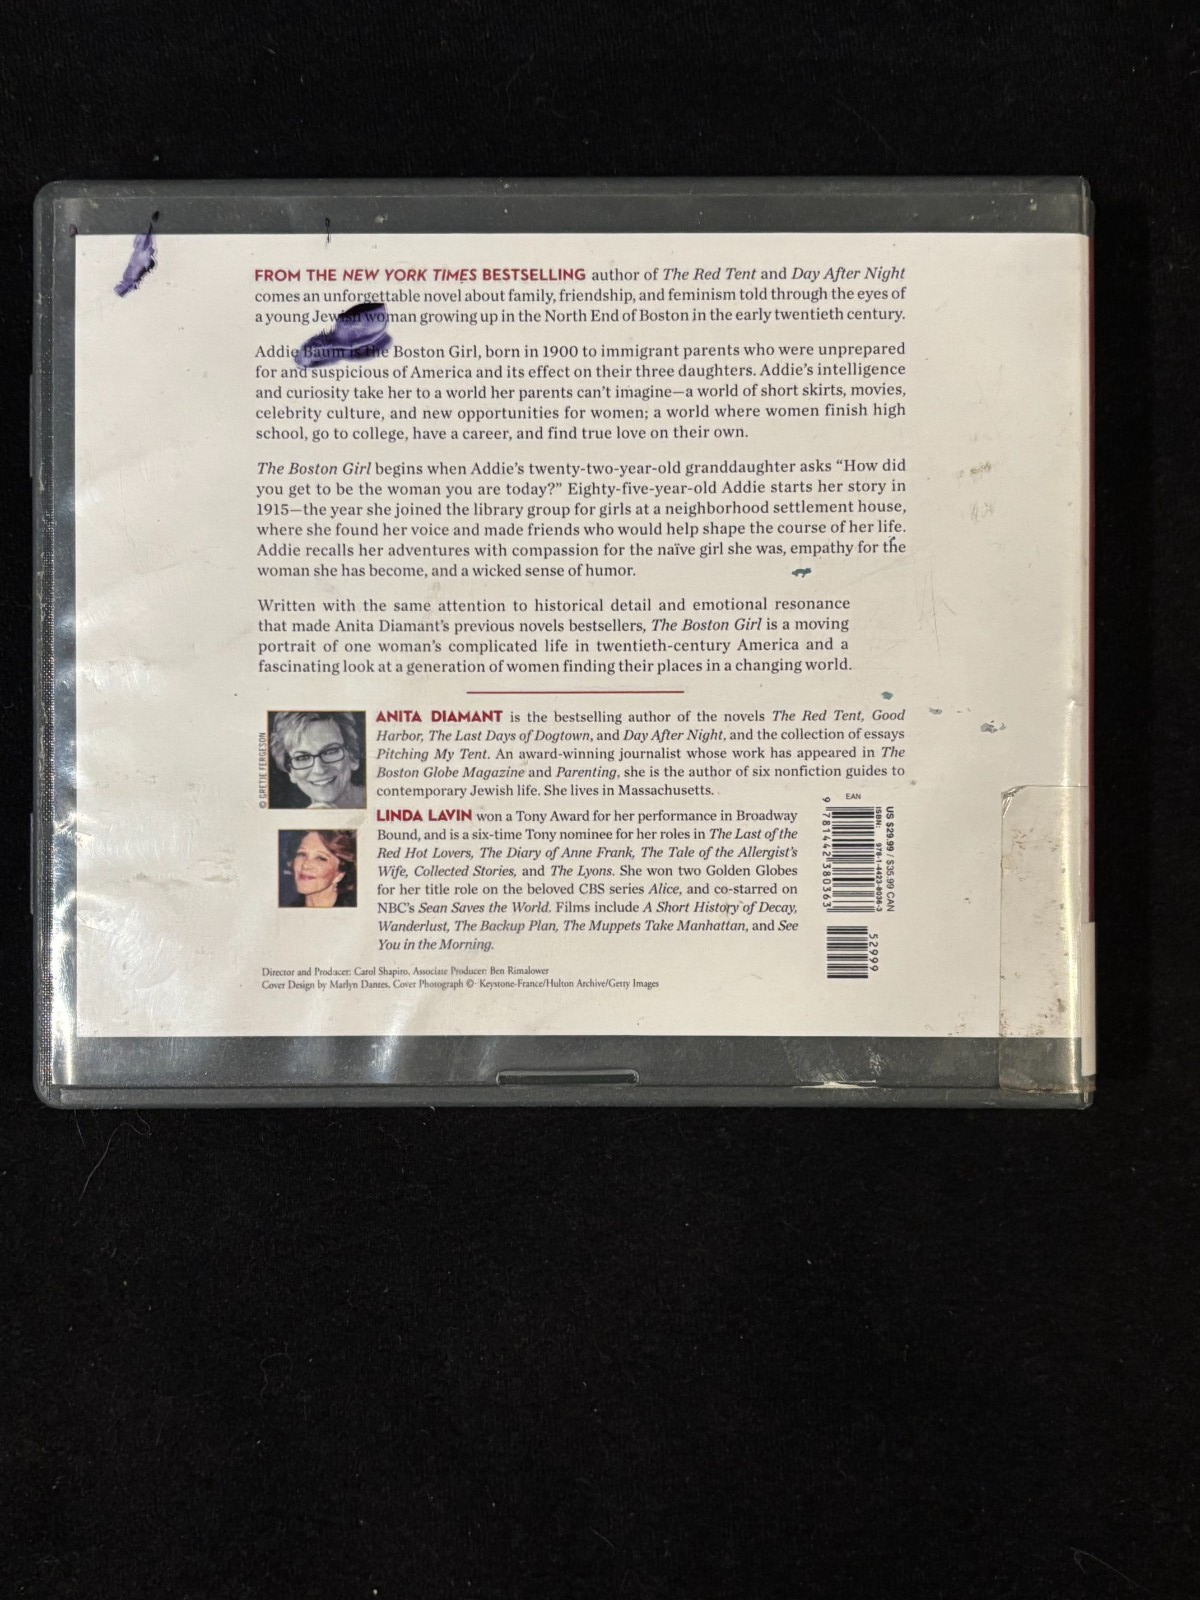 FROM THE NEW YORK TIMES BESTSELLING author of The Red Tent and Day After Night
comes an unforgettable novel about family, friendship, and feminism told through the eyes of
a young Jewish woman growing up in the North End of Boston in the early twentieth century.
Addie Baum is the Boston Girl, born in 1900 to immigrant parents who were unprepared
for and suspicious of America and its effect on their three daughters. Addie's intelligence
and curiosity take her to a world her parents can't imagine—a world of short skirts, movies,
celebrity culture, and new opportunities for women; a world where women finish high
school, go to college, have a career, and find true love on their own.
The Boston Girl begins when Addie's twenty-two-year-old granddaughter asks “How did
you get to be the woman you are today?” Eighty-five-year-old Addie starts her story in
1915—the year she joined the library group for girls at a neighborhood settlement house,
where she found her voice and made friends who would help shape the course of her life.
Addie recalls her adventures with compassion for the naïve girl she was, empathy for the
woman she has become, and a wicked sense of humor.
Written with the same attention to historical detail and emotional resonance
that made Anita Diamant's previous novels bestsellers, The Boston Girl is a moving
portrait of one woman's complicated life in twentieth-century America and a
fascinating look at a generation of women finding their places in a changing world.
© GRETJE FERGESON
ANITA DIAMANT is the bestselling author of the novels The Red Tent, Good
Harbor, The Last Days of Dogtown, and Day After Night, and the collection of essays
Pitching My Tent. An award-winning journalist whose work has appeared in The
Boston Globe Magazine and Parenting, she is the author of six nonfiction guides to
contemporary Jewish life. She lives in Massachusetts.
LINDA LAVIN won a Tony Award for her performance in Broadway
Bound, and is a six-time Tony nominee for her roles in The Last of the
Red Hot Lovers, The Diary of Anne Frank, The Tale of the Allergist's
Wife, Collected Stories, and The Lyons. She won two Golden Globes
for her title role on the beloved CBS series Alice, and co-starred on
NBC's Sean Saves the World. Films include A Short History of Decay,
Wanderlust, The Backup Plan, The Muppets Take Manhattan, and See
You in the Morning.
EAN
US $29.99 / $35.99 CAN
ISBN: 978-1-4423-8036-3
9 781442 380363
52999
Director and Producer: Carol Shapiro, Associate Producer: Ben Rimalower
Cover Design by Marlyn Dantes, Cover Photograph © Keystone-France/Hulton Archive/Getty Images